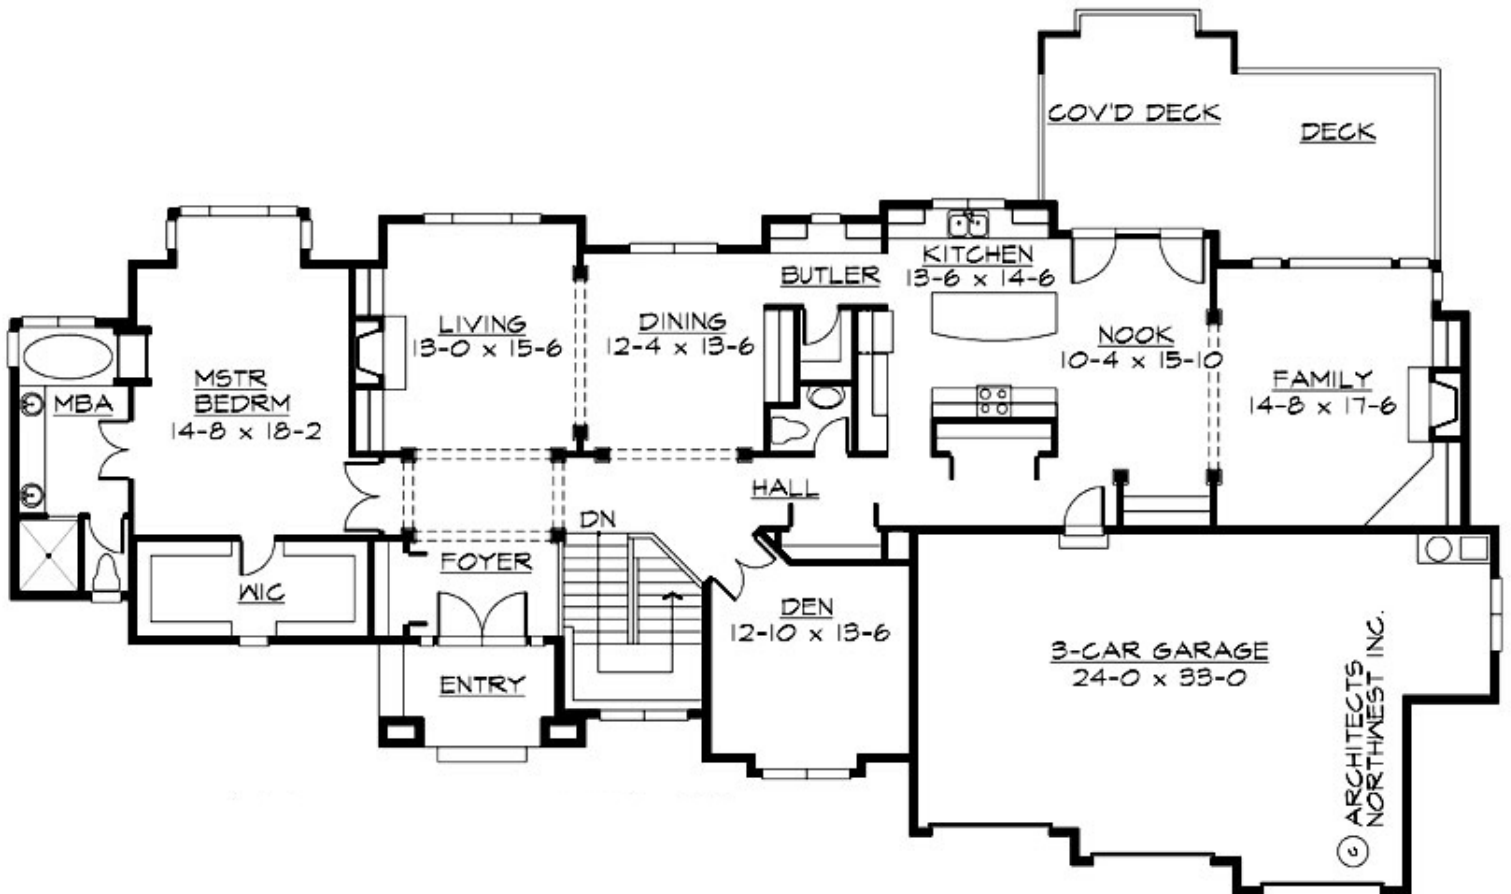 COV'D DECK
DECK
KITCHEN
13-6 x 14-6
BUTLER
LIVING
13-0 x 15-6
DINING
12-4 x 13-6
NOOK
10-4 x 15-10
MSTR
BEDRM
14-8 x 18-2
MBA
FAMILY
14-8 x 17-6
HALL
DN
FOYER
WIC
DEN
12-10 x 13-6
ENTRY
3-CAR GARAGE
24-0 x 33-0
© ARCHITECTS
NORTHWEST INC.